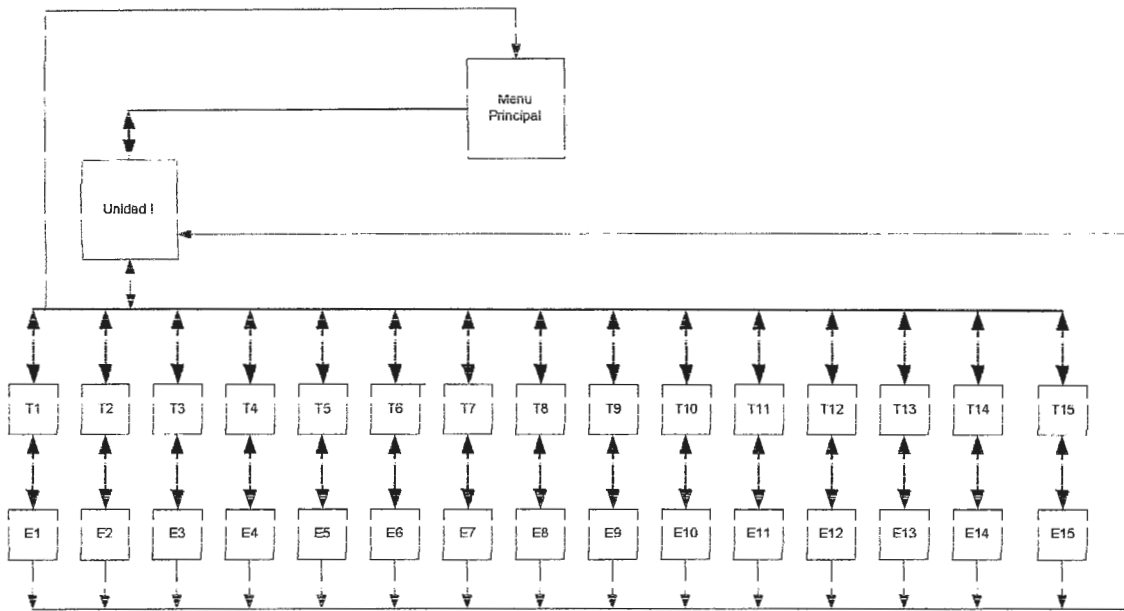 Menu
Principal
Unidad I
T1 T2 T3 T4 T5 T6 T7 T8 T9 T10 T11 T12 T13 T14 T15
E1 E2 E3 E4 E5 E6 E7 E8 E9 E10 E11 E12 E13 E14 E15